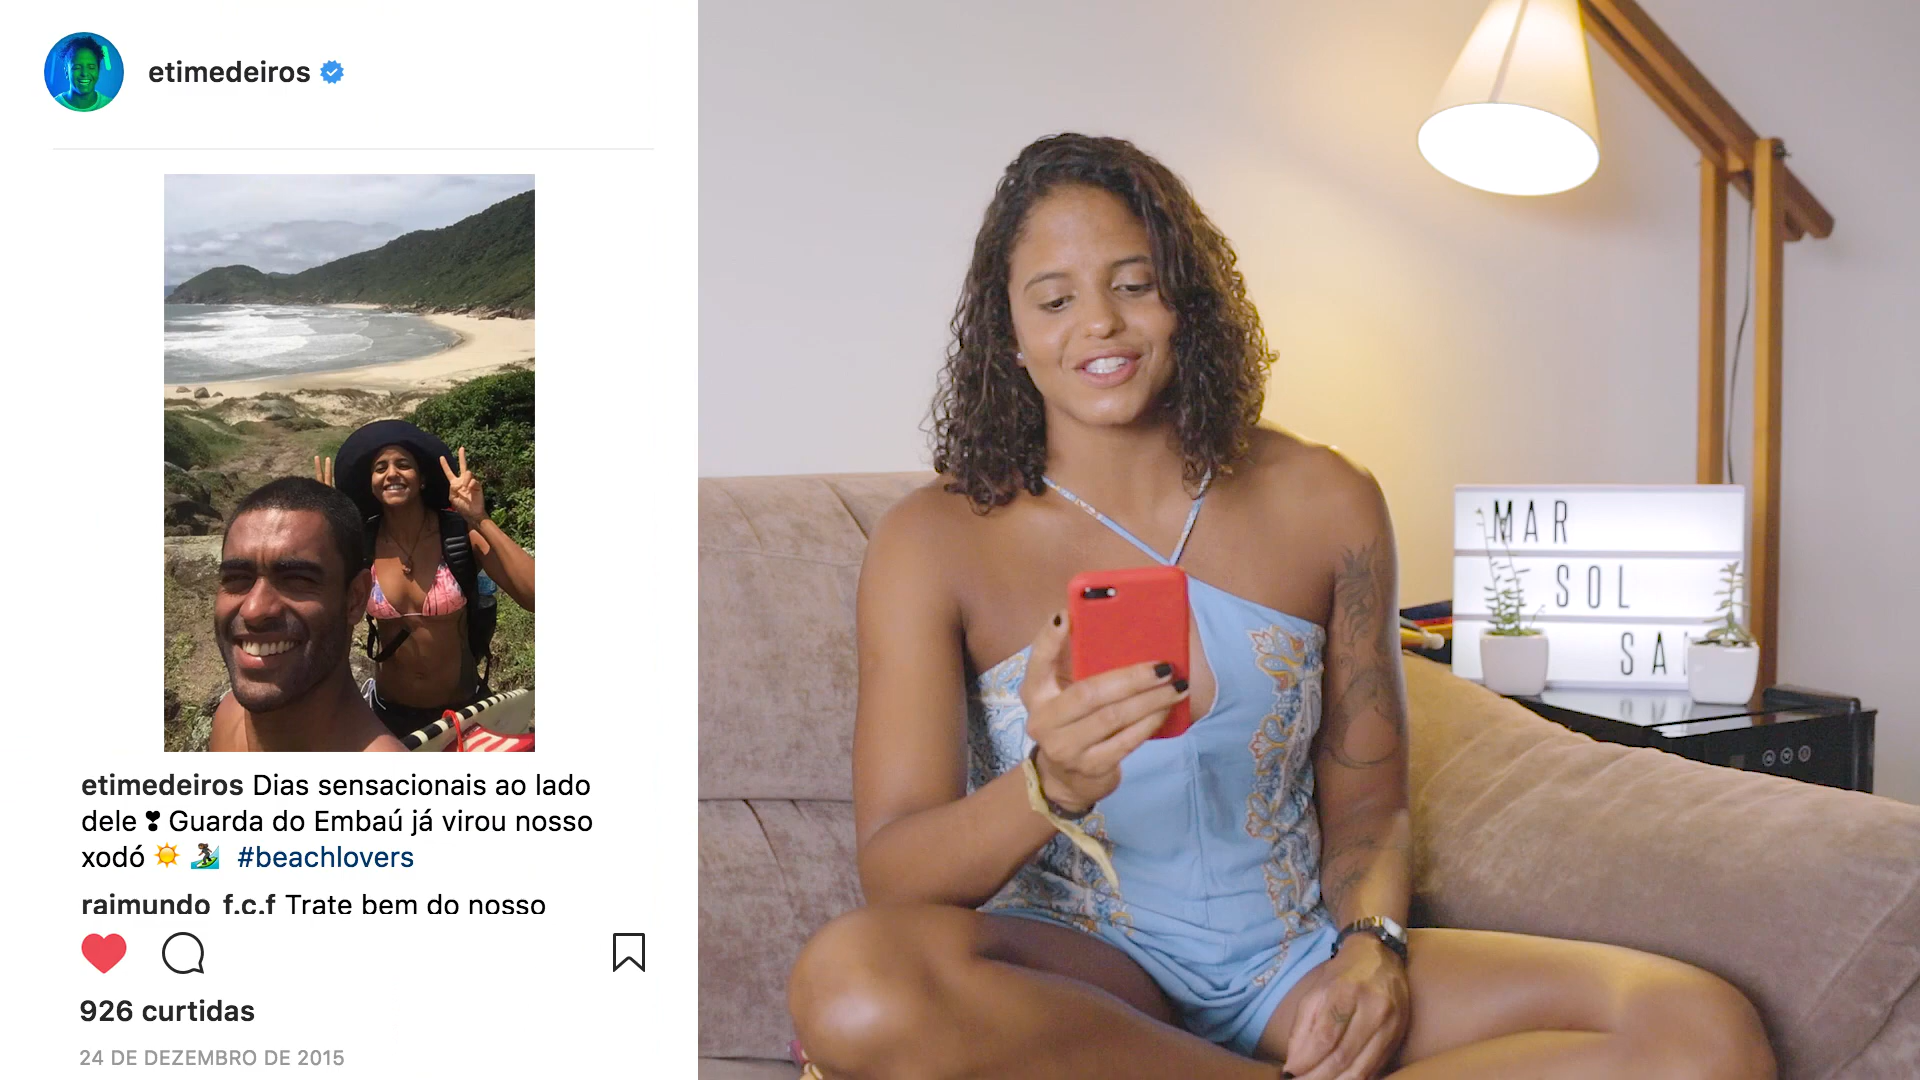 etimedeiros
etimedeiros Dias sensacionais ao lado
dele ❣ Guarda do Embaú já virou nosso
xodó ☀️ 🏄🏽‍♀️ #beachlovers
raimundo_f.c.f Trate bem do nosso
926 curtidas
24 DE DEZEMBRO DE 2015
MAR
SOL
SA